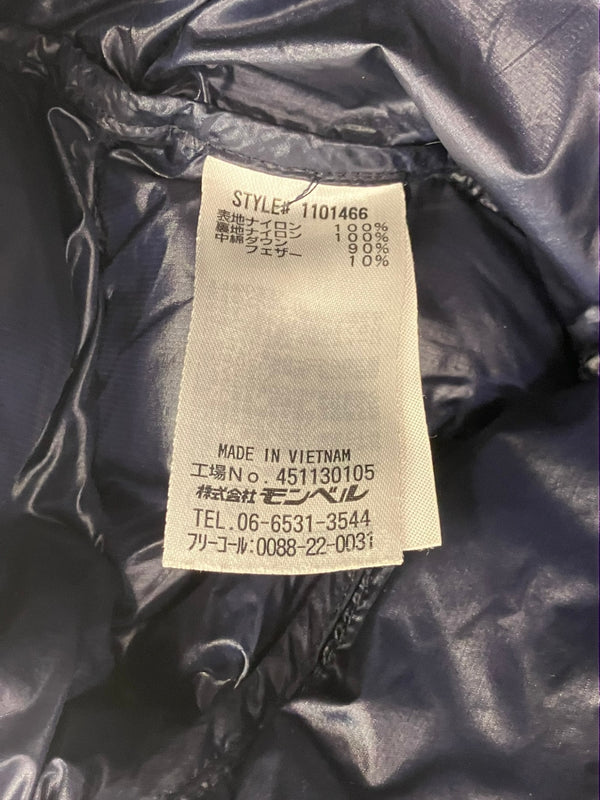 STYLE# 1101466
表地ナイロン 100%
裏地ナイロン 100%
中綿ダウン 90%
フェザー 10%
MADE IN VIETNAM
工場No. 451130105
株式会社モンベル
TEL.06-6531-3544
フリーコール:0088-22-0031